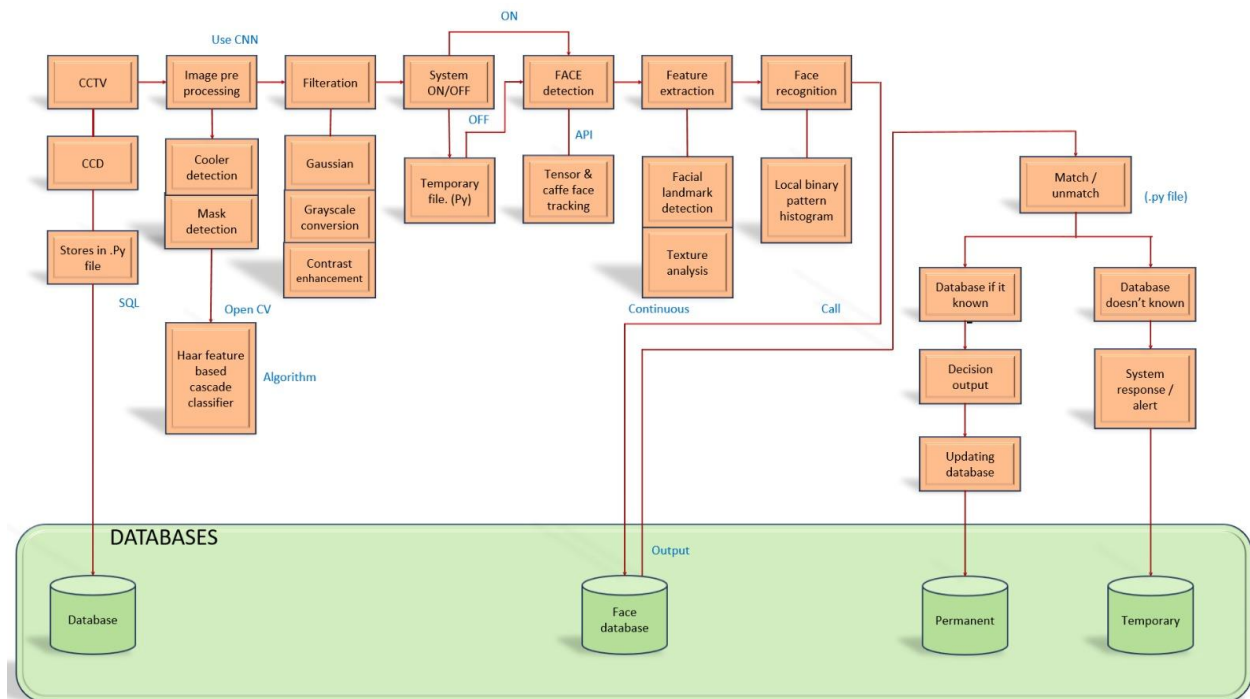 ON
Use CNN
CCTV
Image pre
processing
Filteration
System
ON/OFF
FACE
detection
Feature
extraction
Face
recognition
OFF
API
CCD
Cooler
detection
Gaussian
Temporary
file. (Py)
Tensor &
caffe face
tracking
Facial
landmark
detection
Local binary
pattern
histogram
Match /
unmatch
(.py file)
Mask
detection
Grayscale
conversion
Stores in .Py
file
Contrast
enhancement
Texture
analysis
SQL
Open CV
Continuous
Call
Database if it
known
Database
doesn't known
Haar feature
based
cascade
classifier
Algorithm
Decision
output
System
response /
alert
Updating
database
DATABASES
Output
Database
Face
database
Permanent
Temporary